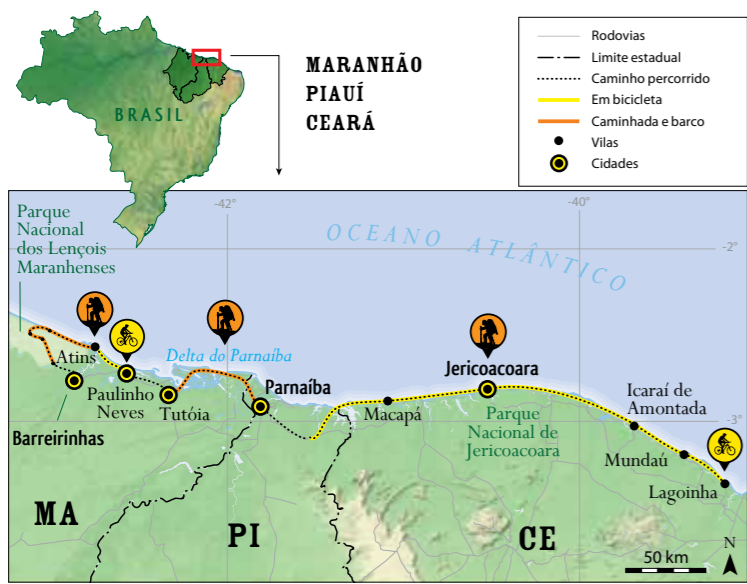 BRASIL
MARANHÃO
PIAUÍ
CEARÁ
Rodovias
Limite estadual
Caminho percorrido
Em bicicleta
Caminhada e barco
Vilas
Cidades
-42°
-40°
-2°
-3°
OCEANO ATLÂNTICO
Parque
Nacional
dos Lençois
Maranhenses
Atins
Delta do Parnaíba
Paulinho
Neves
Tutóia
Barreirinhas
Parnaíba
Macapá
Jericoacoara
Parque
Nacional de
Jericoacoara
Icaraí de
Amontada
Mundaú
Lagoinha
MA
PI
CE
N
50 km